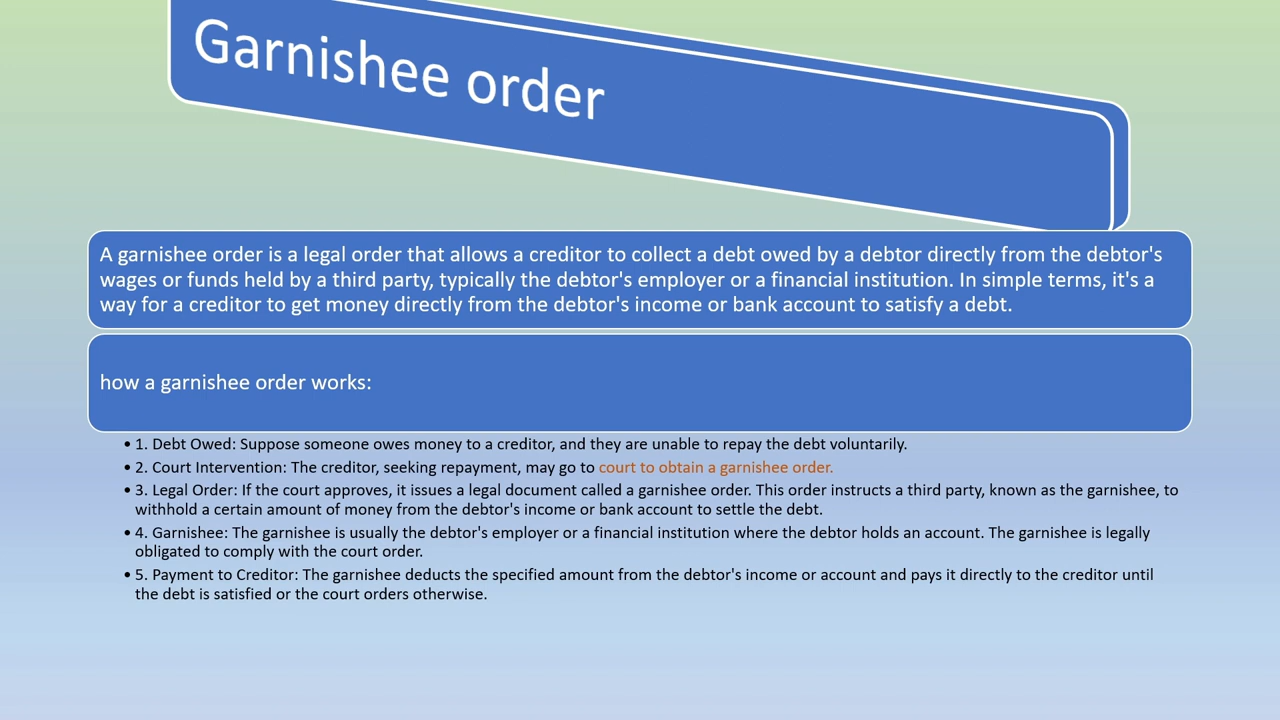 Garnishee order
A garnishee order is a legal order that allows a creditor to collect a debt owed by a debtor directly from the debtor's
wages or funds held by a third party, typically the debtor's employer or a financial institution. In simple terms, it's a
way for a creditor to get money directly from the debtor's income or bank account to satisfy a debt.
how a garnishee order works:
• 1. Debt Owed: Suppose someone owes money to a creditor, and they are unable to repay the debt voluntarily.
• 2. Court Intervention: The creditor, seeking repayment, may go to court to obtain a garnishee order.
• 3. Legal Order: If the court approves, it issues a legal document called a garnishee order. This order instructs a third party, known as the garnishee, to
withhold a certain amount of money from the debtor's income or bank account to settle the debt.
• 4. Garnishee: The garnishee is usually the debtor's employer or a financial institution where the debtor holds an account. The garnishee is legally
obligated to comply with the court order.
• 5. Payment to Creditor: The garnishee deducts the specified amount from the debtor's income or account and pays it directly to the creditor until
the debt is satisfied or the court orders otherwise.